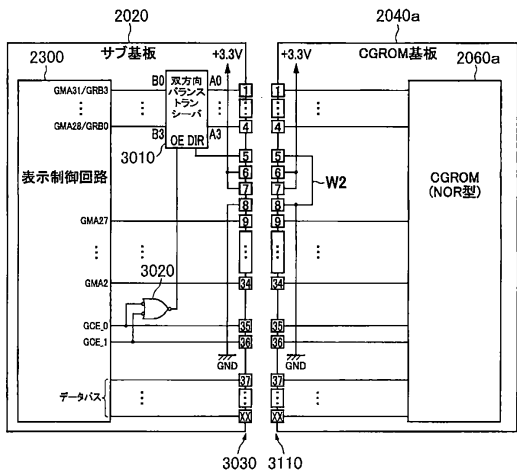 2020
2040a
サブ基板
CGROM基板
2300
+3.3V
+3.3V
2060a
GMA31/GRB3
B0
双方向
バランス
トラン
シーバ
A0
1
1
GMA28/GRB0
B3
A3
4
4
OE DIR
3010
5
5
表示制御回路
6
6
W2
7
7
8
8
CGROM
(NOR型)
GMA27
9
9
3020
GMA2
34
34
GCE_0
35
35
GCE_1
36
36
GND
GND
37
37
データバス
XX
XX
3030
3110